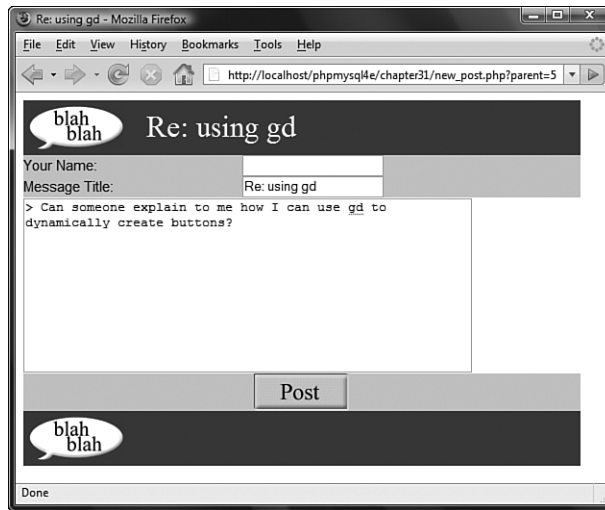 Re: using gd - Mozilla Firefox
File Edit View History Bookmarks Tools Help
http://localhost/phpmysql4e/chapter31/new_post.php?parent=5
blah
blah
Re: using gd
Your Name:
Message Title: Re: using gd
> Can someone explain to me how I can use gd to
dynamically create buttons?
Post
blah
blah
Done